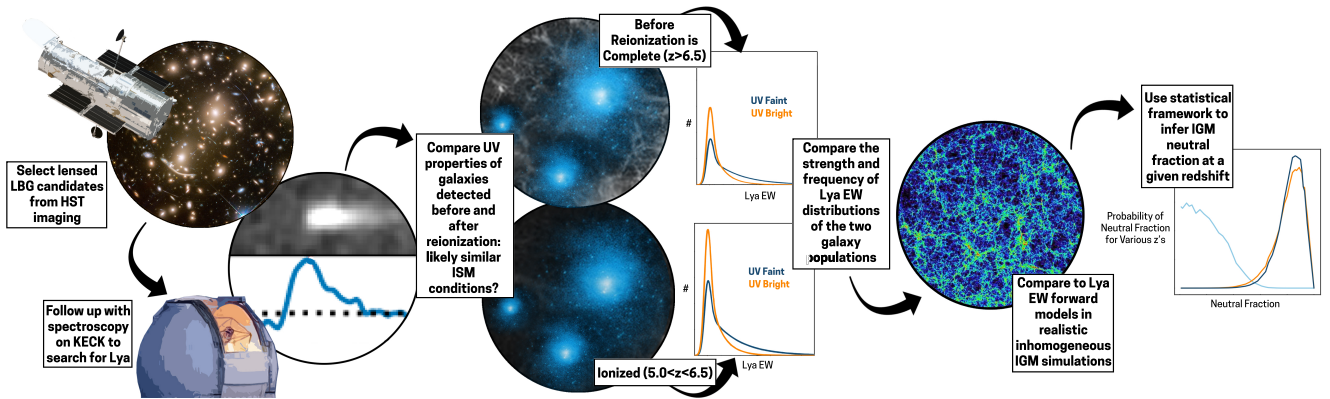 Select lensed
LBG candidates
from HST
imaging
Follow up with
spectroscopy
on KECK to
search for Lya
Compare UV
properties of
galaxies
detected
before and
after
reionization:
likely similar
ISM
conditions?
Before
Reionization is
Complete (z>6.5)
UV Faint
UV Bright
#
Lya EW
Ionized (5.0<z<6.5)
UV Faint
UV Bright
#
Lya EW
Compare the
strength and
frequency of
Lya EW
distributions
of the two
galaxy
populations
Compare to Lya
EW forward
models in
realistic
inhomogeneous
IGM simulations
Use statistical
framework to
infer IGM
neutral
fraction at a
given redshift
Probability of
Neutral Fraction
for Various z's
Neutral Fraction